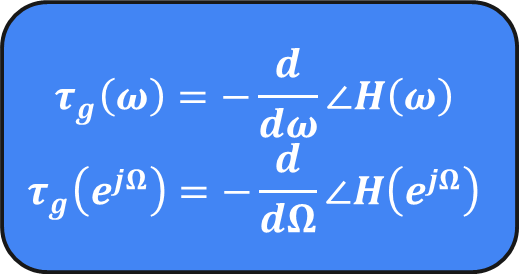 τ_g(ω) = −d/dω ∠H(ω)
τ_g(e^{jΩ}) = −d/dΩ ∠H(e^{jΩ})